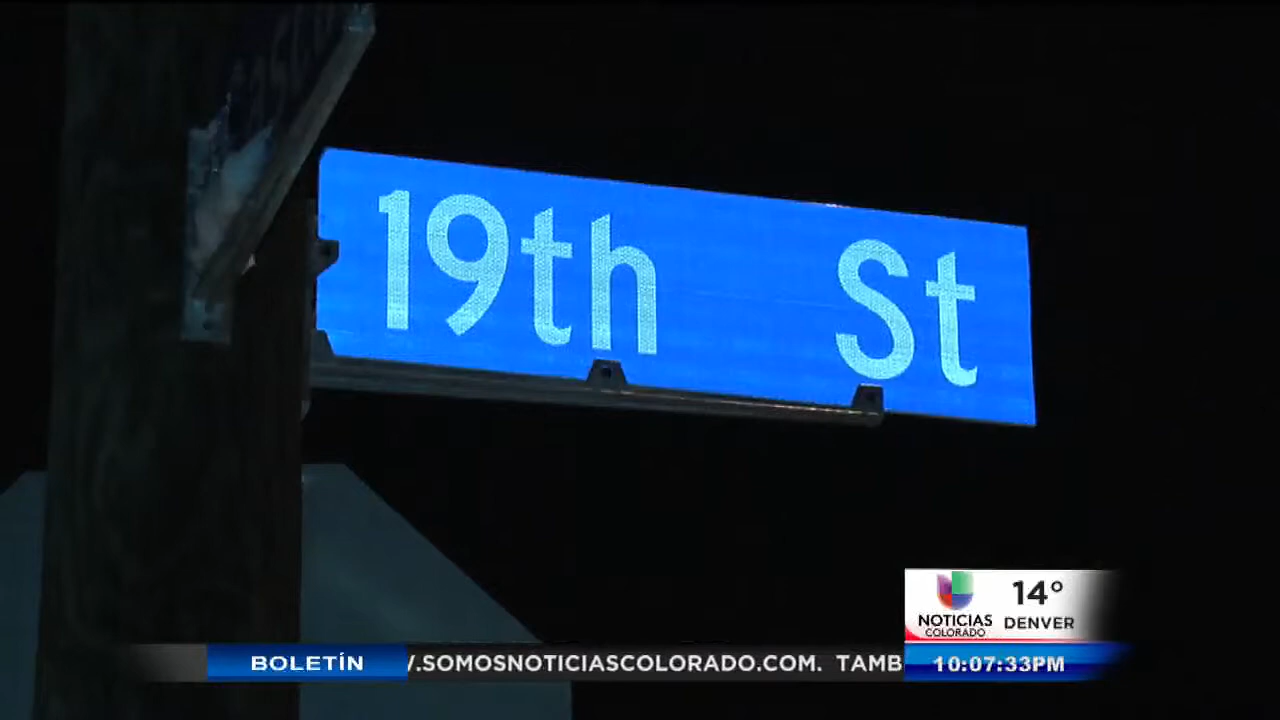 19th St
14°
NOTICIAS DENVER
COLORADO
BOLETÍN .SOMOSNOTICIASCOLORADO.COM. TAMB 10:07:33PM